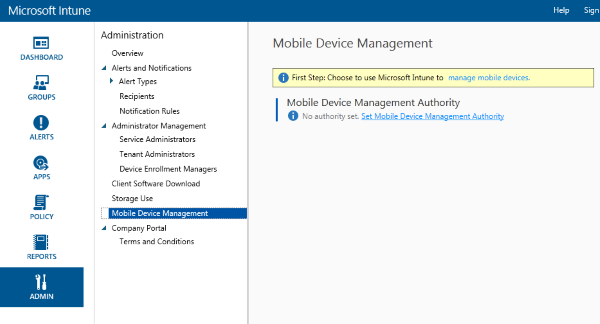 Microsoft Intune
Help
Sign
DASHBOARD
GROUPS
ALERTS
APPS
POLICY
REPORTS
ADMIN
Administration
Overview
Alerts and Notifications
Alert Types
Recipients
Notification Rules
Administrator Management
Service Administrators
Tenant Administrators
Device Enrollment Managers
Client Software Download
Storage Use
Mobile Device Management
Company Portal
Terms and Conditions
Mobile Device Management
First Step: Choose to use Microsoft Intune to manage mobile devices.
Mobile Device Management Authority
No authority set. Set Mobile Device Management Authority